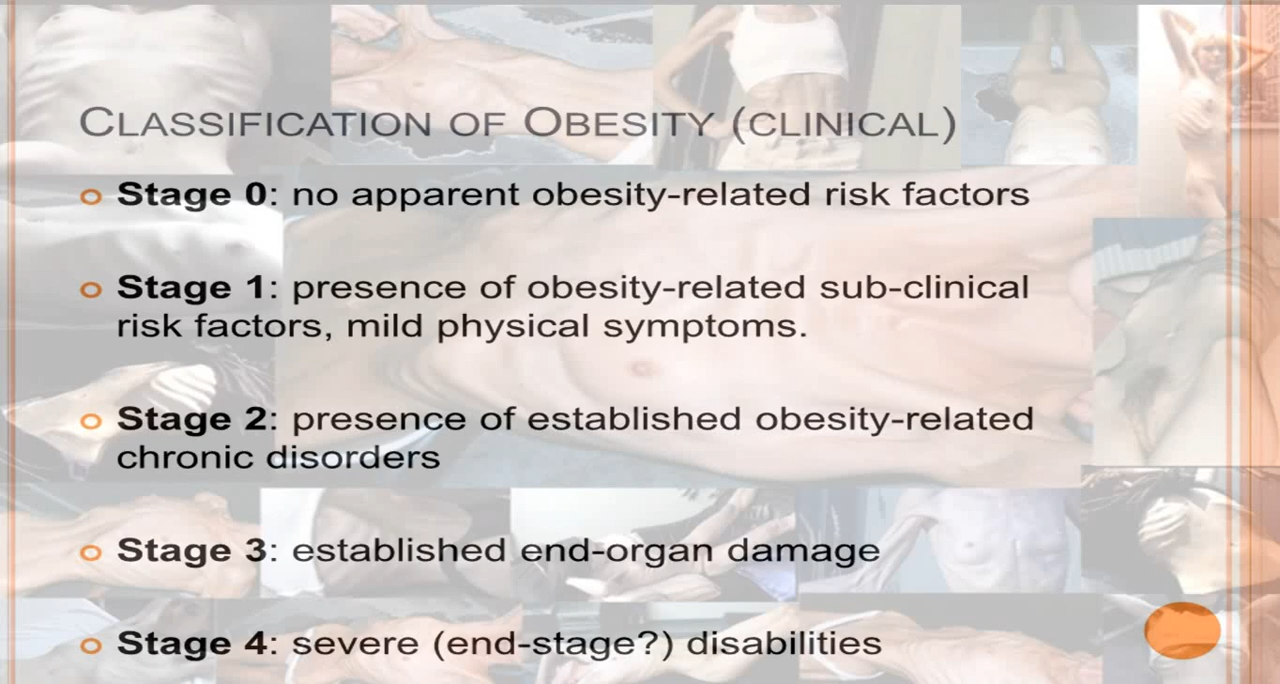 CLASSIFICATION OF OBESITY (CLINICAL)
Stage 0: no apparent obesity-related risk factors
Stage 1: presence of obesity-related sub-clinical
risk factors, mild physical symptoms.
Stage 2: presence of established obesity-related
chronic disorders
Stage 3: established end-organ damage
Stage 4: severe (end-stage?) disabilities